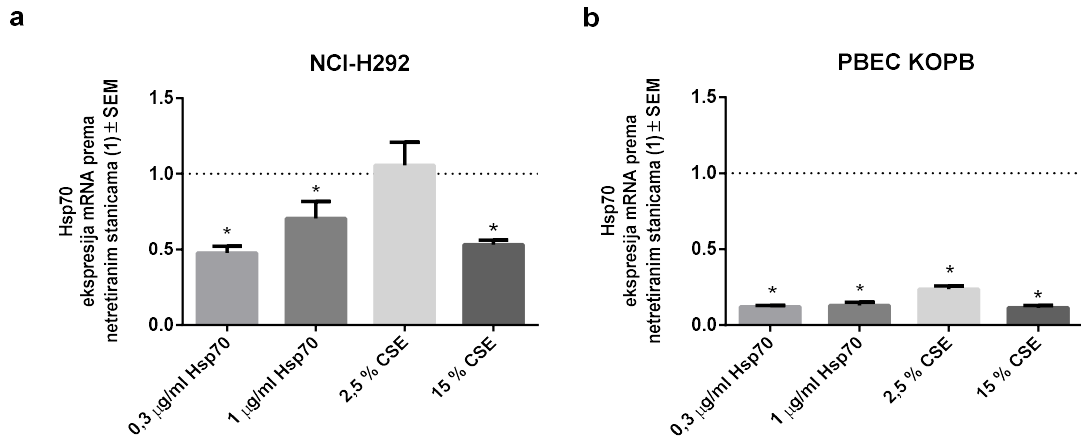 a
NCI-H292
Hsp70
ekspresija mRNA prema
netretiranim stanicama (1) ± SEM
1.5
1.0
0.5
0.0
*
*
*
0,3 µg/ml Hsp70
1 µg/ml Hsp70
2,5 % CSE
15 % CSE
b
PBEC KOPB
Hsp70
ekspresija mRNA prema
netretiranim stanicama (1) ± SEM
1.5
1.0
0.5
0.0
*
*
*
*
0,3 µg/ml Hsp70
1 µg/ml Hsp70
2,5 % CSE
15 % CSE